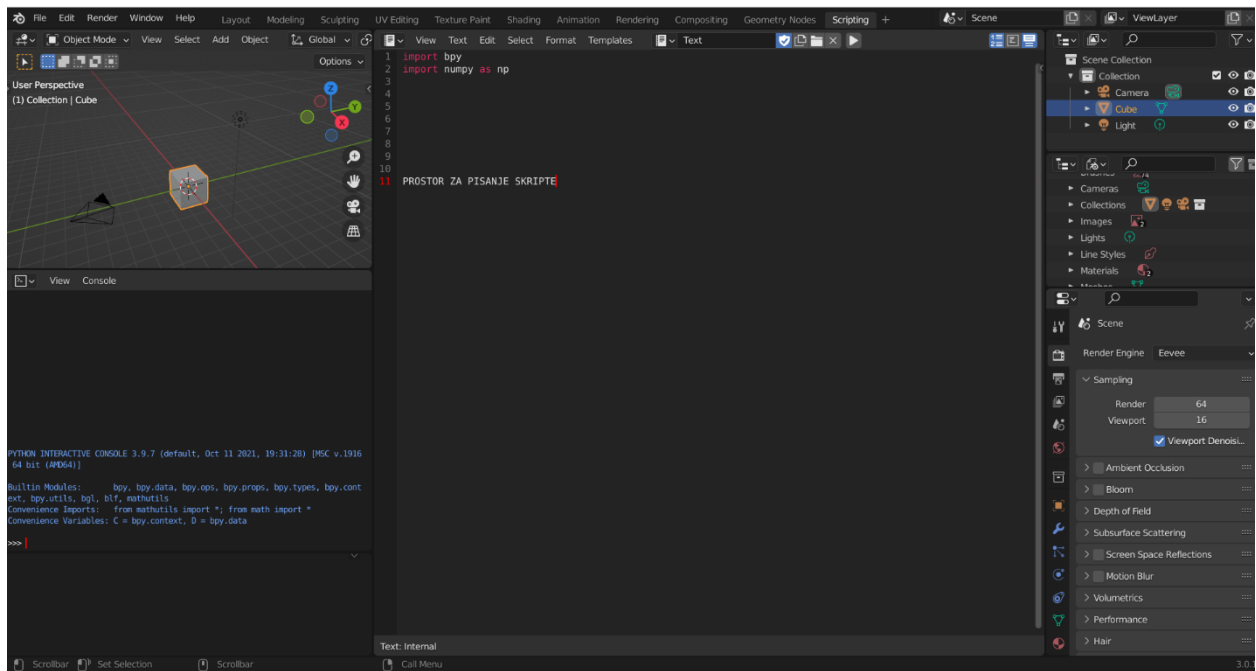 File Edit Render Window Help Layout Modeling Sculpting UV Editing Texture Paint Shading Animation Rendering Compositing Geometry Nodes Scripting + Scene ViewLayer
Object Mode View Select Add Object Global
Options
User Perspective
(1) Collection | Cube
Z
Y
X
View Console
PYTHON INTERACTIVE CONSOLE 3.9.7 (default, Oct 11 2021, 19:31:28) [MSC v.1916
64 bit (AMD64)]
Builtin Modules: bpy, bpy.data, bpy.ops, bpy.props, bpy.types, bpy.cont
ext, bpy.utils, bgl, blf, mathutils
Convenience Imports: from mathutils import *; from math import *
Convenience Variables: C = bpy.context, D = bpy.data
>>>
View Text Edit Select Format Templates Text
1 import bpy
2 import numpy as np
3
4
5
6
7
8
9
10
11 PROSTOR ZA PISANJE SKRIPTE
Text: Internal
Scene Collection
Collection
Camera
Cube
Light
Cameras
Collections
Images 2
Lights
Line Styles
Materials 2
Scene
Render Engine Eevee
Sampling
Render 64
Viewport 16
Viewport Denoisi...
Ambient Occlusion
Bloom
Depth of Field
Subsurface Scattering
Screen Space Reflections
Motion Blur
Volumetrics
Performance
Hair
Scrollbar Set Selection Scrollbar Call Menu 3.0.